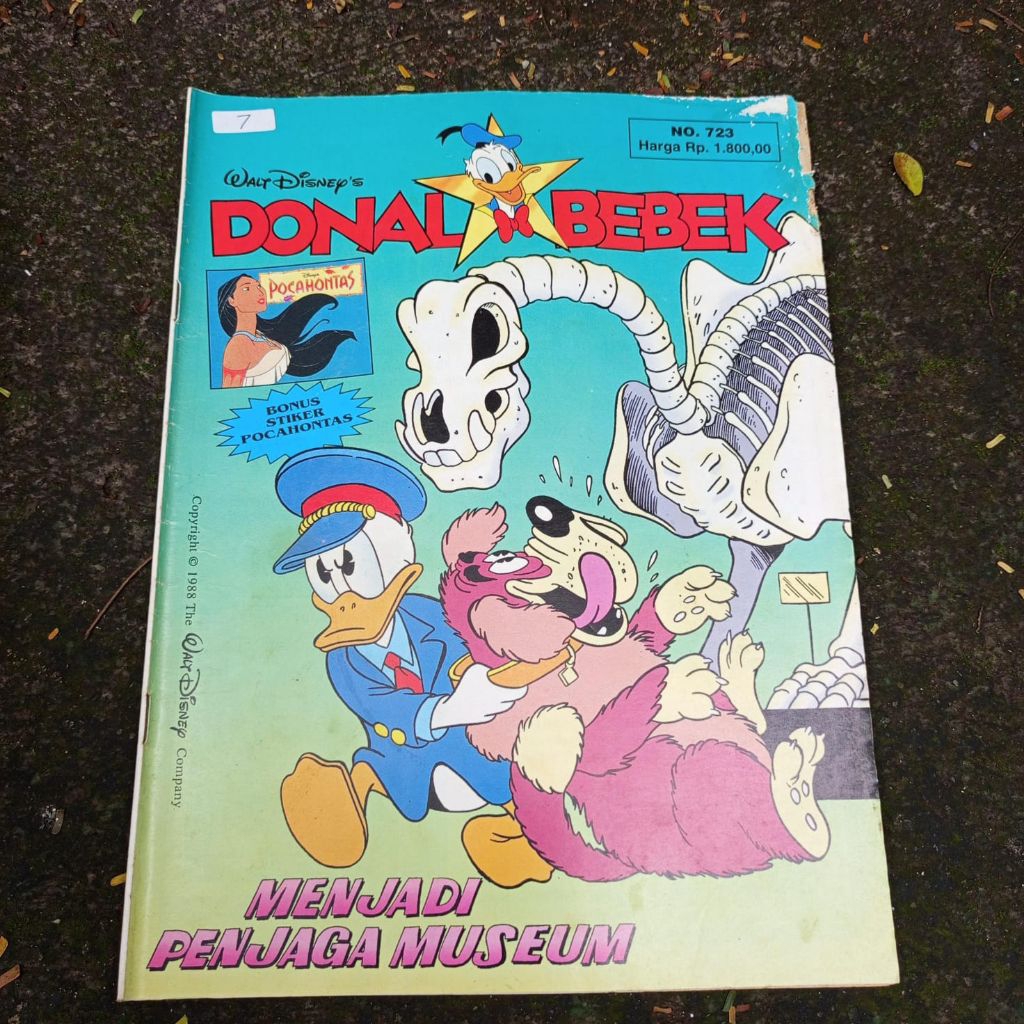 7
NO. 723
Harga Rp. 1.800,00
WALT DISNEY'S
DONAL BEBEK
Disney's
POCAHONTAS
BONUS
STIKER
POCAHONTAS
Copyright © 1988 The WALT DISNEY Company
MENJADI
PENJAGA MUSEUM